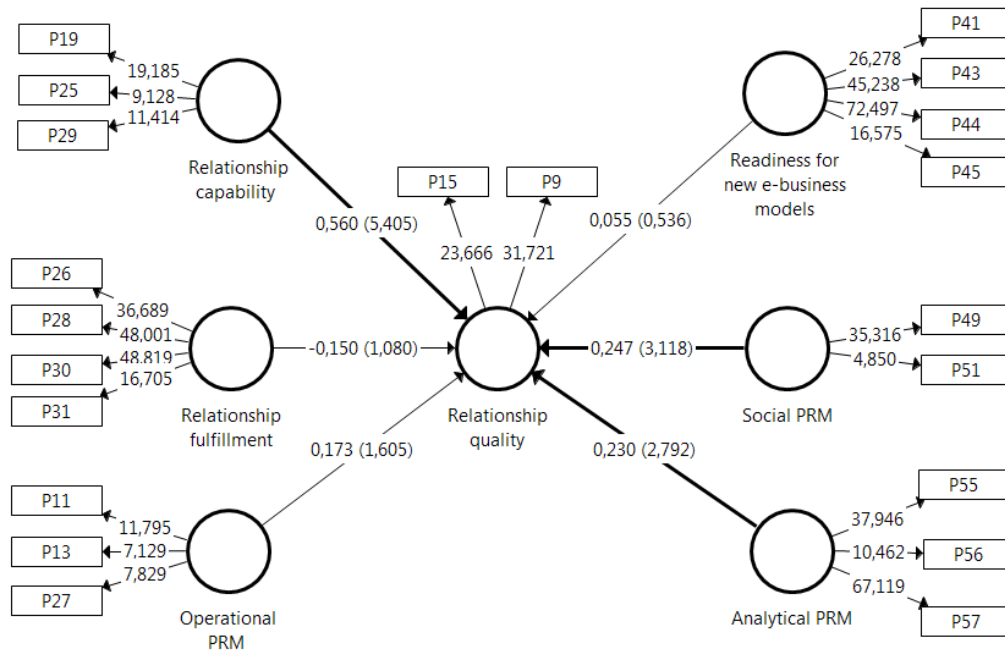 P19
P25
P29
19,185
9,128
11,414
Relationship
capability
P41
P43
P44
P45
26,278
45,238
72,497
16,575
Readiness for
new e-business
models
P15
P9
23,666
31,721
0,560 (5,405)
0,055 (0,536)
P26
P28
P30
P31
36,689
48,001
48.819
16,705
Relationship
fulfillment
-0,150 (1,080)
Relationship
quality
0,247 (3,118)
Social PRM
35,316
4,850
P49
P51
0,173 (1,605)
0,230 (2,792)
P11
P13
P27
11,795
7,129
7,829
Operational
PRM
Analytical PRM
37,946
10,462
67,119
P55
P56
P57